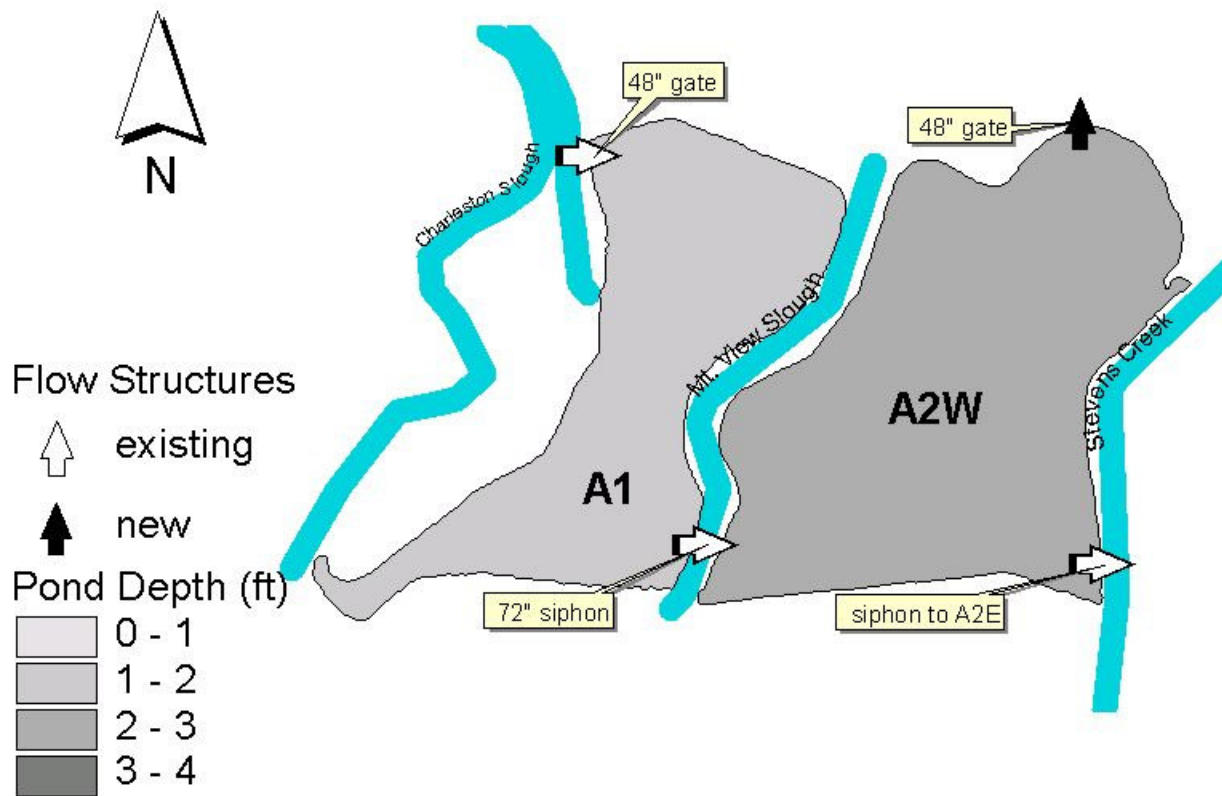 48" gate
48" gate
N
Charleston Slough
Mt. View Slough
Stevens Creek
A2W
A1
72" siphon
siphon to A2E
Flow Structures
existing
new
Pond Depth (ft)
0 - 1
1 - 2
2 - 3
3 - 4